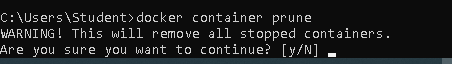 C:\Users\Student>docker container prune
WARNING! This will remove all stopped containers.
Are you sure you want to continue? [y/N]